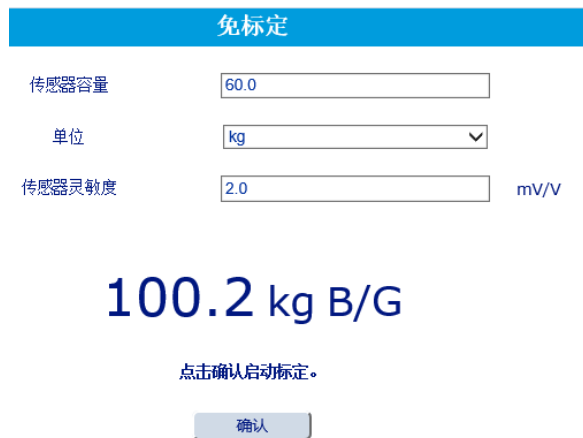 免标定
传感器容量 60.0
单位 kg
传感器灵敏度 2.0 mV/V
100.2 kg B/G
点击确认启动标定。
确认